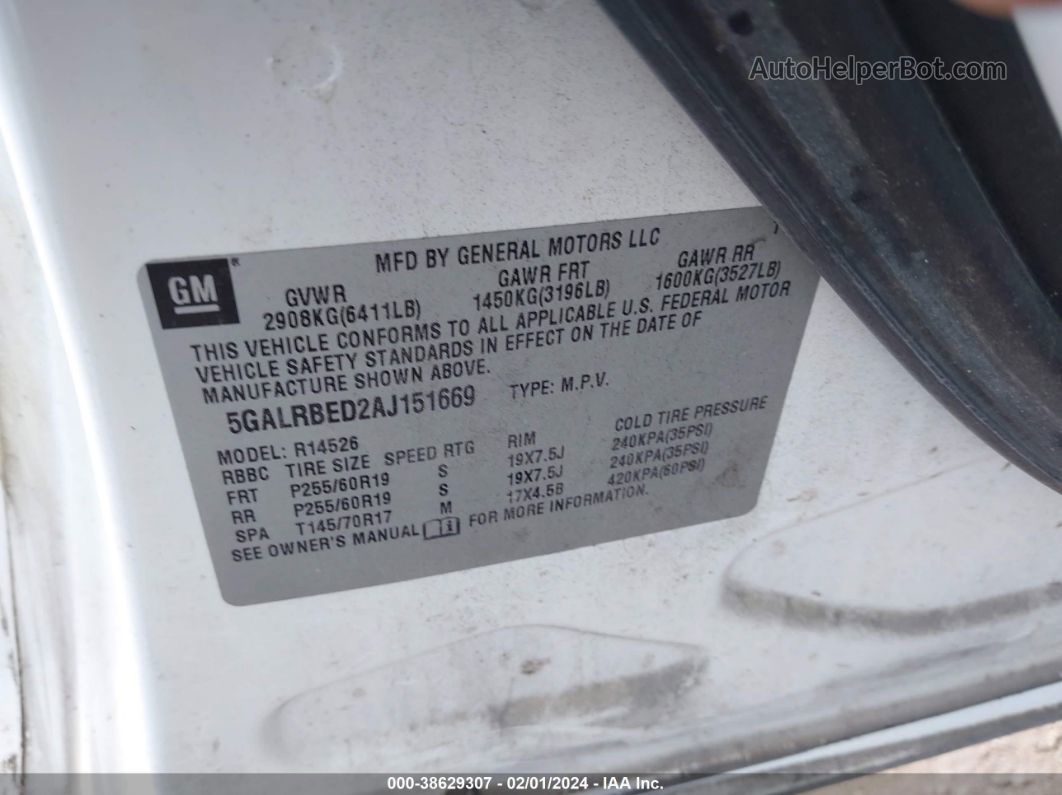 AutoHelperBot.com
GM
MFD BY GENERAL MOTORS LLC
GVWR GAWR FRT GAWR RR
2908KG(6411LB) 1450KG(3196LB) 1600KG(3527LB)
THIS VEHICLE CONFORMS TO ALL APPLICABLE U.S. FEDERAL MOTOR
VEHICLE SAFETY STANDARDS IN EFFECT ON THE DATE OF
MANUFACTURE SHOWN ABOVE.
5GALRBED2AJ151669 TYPE: M.P.V.
MODEL: R14526
RBBC TIRE SIZE SPEED RTG RIM COLD TIRE PRESSURE
FRT P255/60R19 S 19X7.5J 240KPA(35PSI)
RR P255/60R19 S 19X7.5J 240KPA(35PSI)
SPA T145/70R17 M 17X4.5B 420KPA(60PSI)
SEE OWNER'S MANUAL FOR MORE INFORMATION.
000-38629307 - 02/01/2024 - IAA Inc.